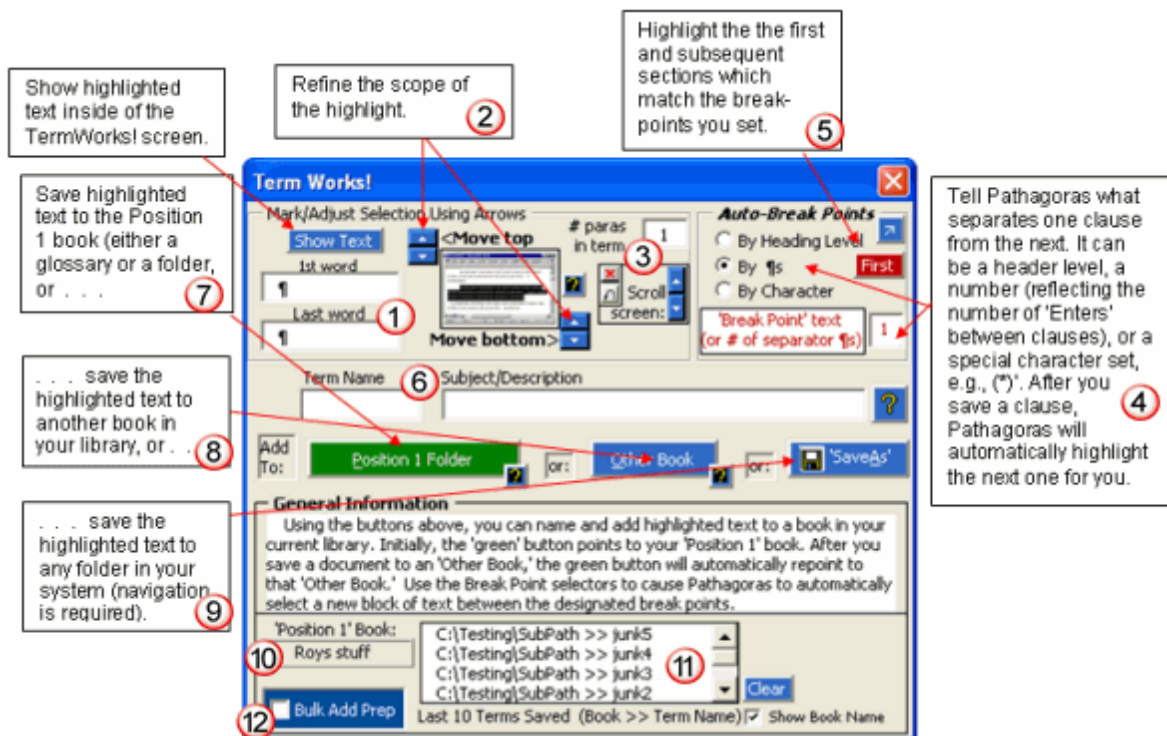 Highlight the the first
and subsequent
sections which
match the break-
points you set.
5
Refine the scope of
the highlight.
2
Show highlighted
text inside of the
TermWorks! screen.
Save highlighted
text to the Position
1 book (either a
glossary or a folder,
or . . .
7
. . . save the
highlighted text to
another book in
your library, or . .
8
. . . save the
highlighted text to
any folder in your
system (navigation
is required).
9
Tell Pathagoras what
separates one clause
from the next. It can
be a header level, a
number (reflecting the
number of 'Enters'
between clauses), or a
special character set,
e.g., (*)'. After you
save a clause,
Pathagoras will
automatically highlight
the next one for you.
4
Term Works!
Mark/Adjust Selection Using Arrows
Show Text
1st word
¶
Last word
¶
1
<Move top
Move bottom>
?
# paras
in term
1
3
Scroll
screen:
Auto-Break Points
By Heading Level
By ¶s
By Character
First
'Break Point' text
(or # of separator ¶s)
1
Term Name
6
Subject/Description
?
Add
To:
Position 1 Folder
?
or:
Other Book
?
or:
'SaveAs'
General Information
Using the buttons above, you can name and add highlighted text to a book in your
current library. Initially, the 'green' button points to your 'Position 1' book. After you
save a document to an 'Other Book,' the green button will automatically repoint to
that 'Other Book.' Use the Break Point selectors to cause Pathagoras to automatically
select a new block of text between the designated break points.
'Position 1' Book:
10
Roys stuff
C:\Testing\SubPath >> junk5
C:\Testing\SubPath >> junk4
C:\Testing\SubPath >> junk3
C:\Testing\SubPath >> junk2
11
Clear
12
Bulk Add Prep
Last 10 Terms Saved (Book >> Term Name)
Show Book Name